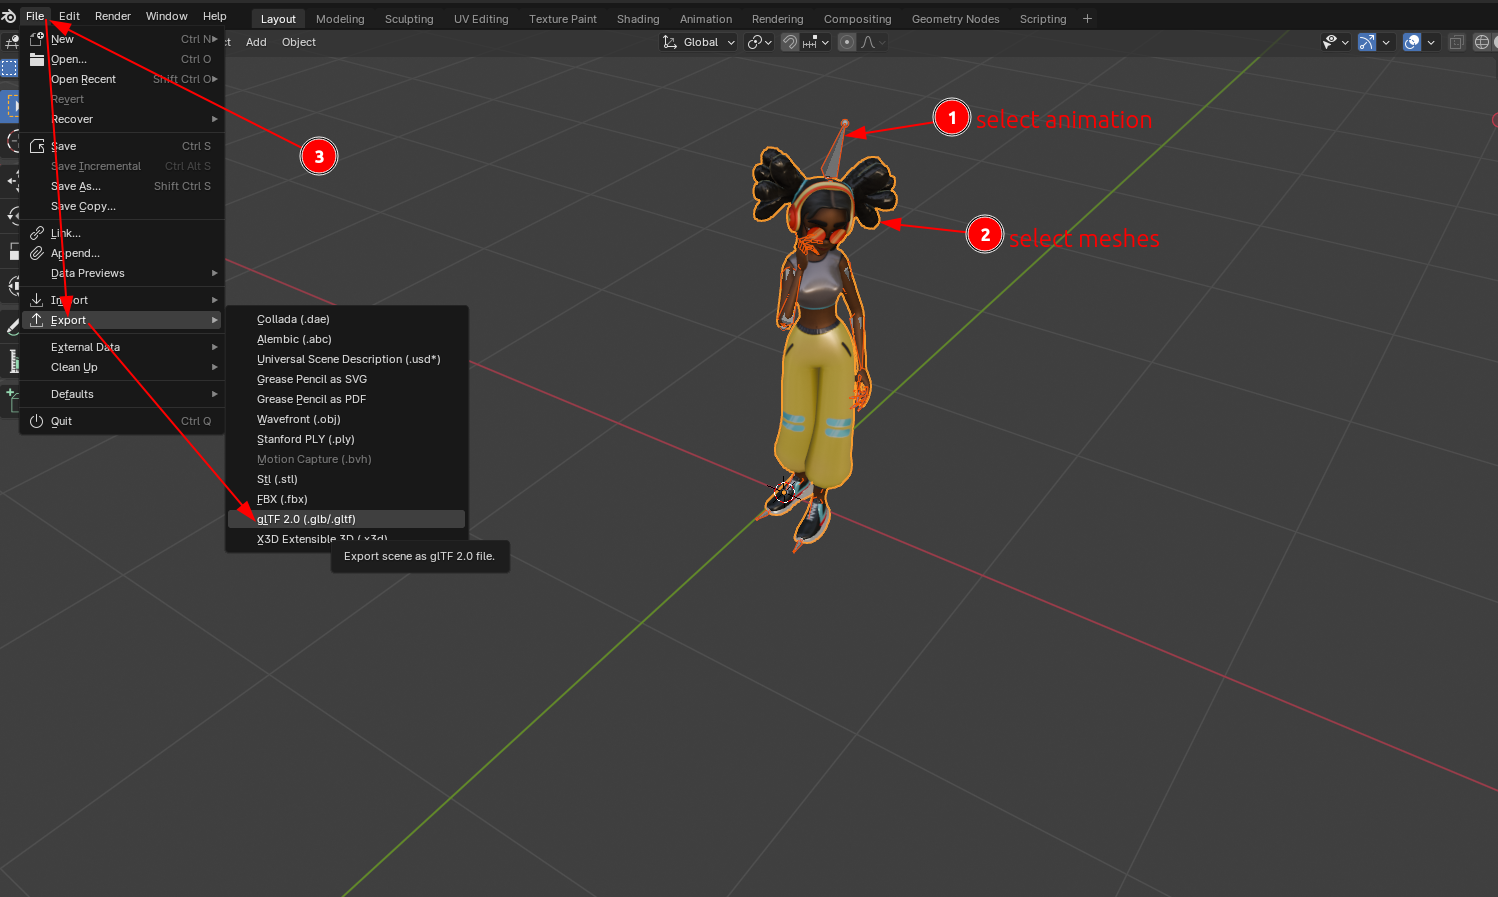 File Edit Render Window Help
Layout Modeling Sculpting UV Editing Texture Paint Shading Animation Rendering Compositing Geometry Nodes Scripting +
Add Object
Global
New Ctrl N
Open... Ctrl O
Open Recent Shift Ctrl O
Revert
Recover
Save Ctrl S
Save Incremental Ctrl Alt S
Save As... Shift Ctrl S
Save Copy...
Link...
Append...
Data Previews
Import
Export
External Data
Clean Up
Defaults
Quit Ctrl Q
Collada (.dae)
Alembic (.abc)
Universal Scene Description (.usd*)
Grease Pencil as SVG
Grease Pencil as PDF
Wavefront (.obj)
Stanford PLY (.ply)
Motion Capture (.bvh)
Stl (.stl)
FBX (.fbx)
glTF 2.0 (.glb/.gltf)
X3D Extensible 3D (.x3d)
Export scene as glTF 2.0 file.
1 select animation
2 select meshes
3